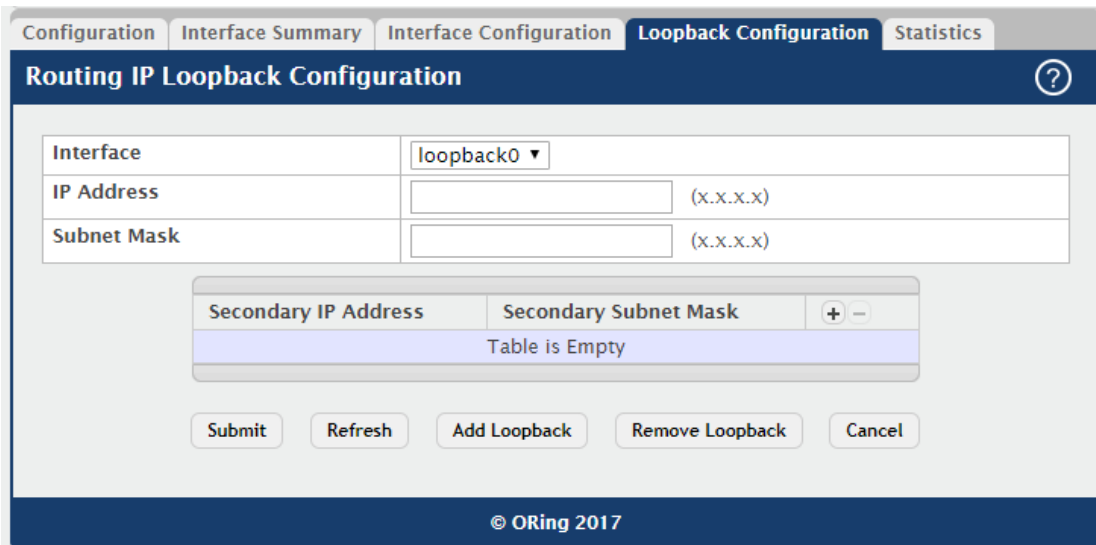 Configuration
Interface Summary
Interface Configuration
Loopback Configuration
Statistics
Routing IP Loopback Configuration
?
Interface
loopback0 ▼
IP Address
(x.x.x.x)
Subnet Mask
(x.x.x.x)
Secondary IP Address
Secondary Subnet Mask
+
−
Table is Empty
Submit
Refresh
Add Loopback
Remove Loopback
Cancel
© ORing 2017